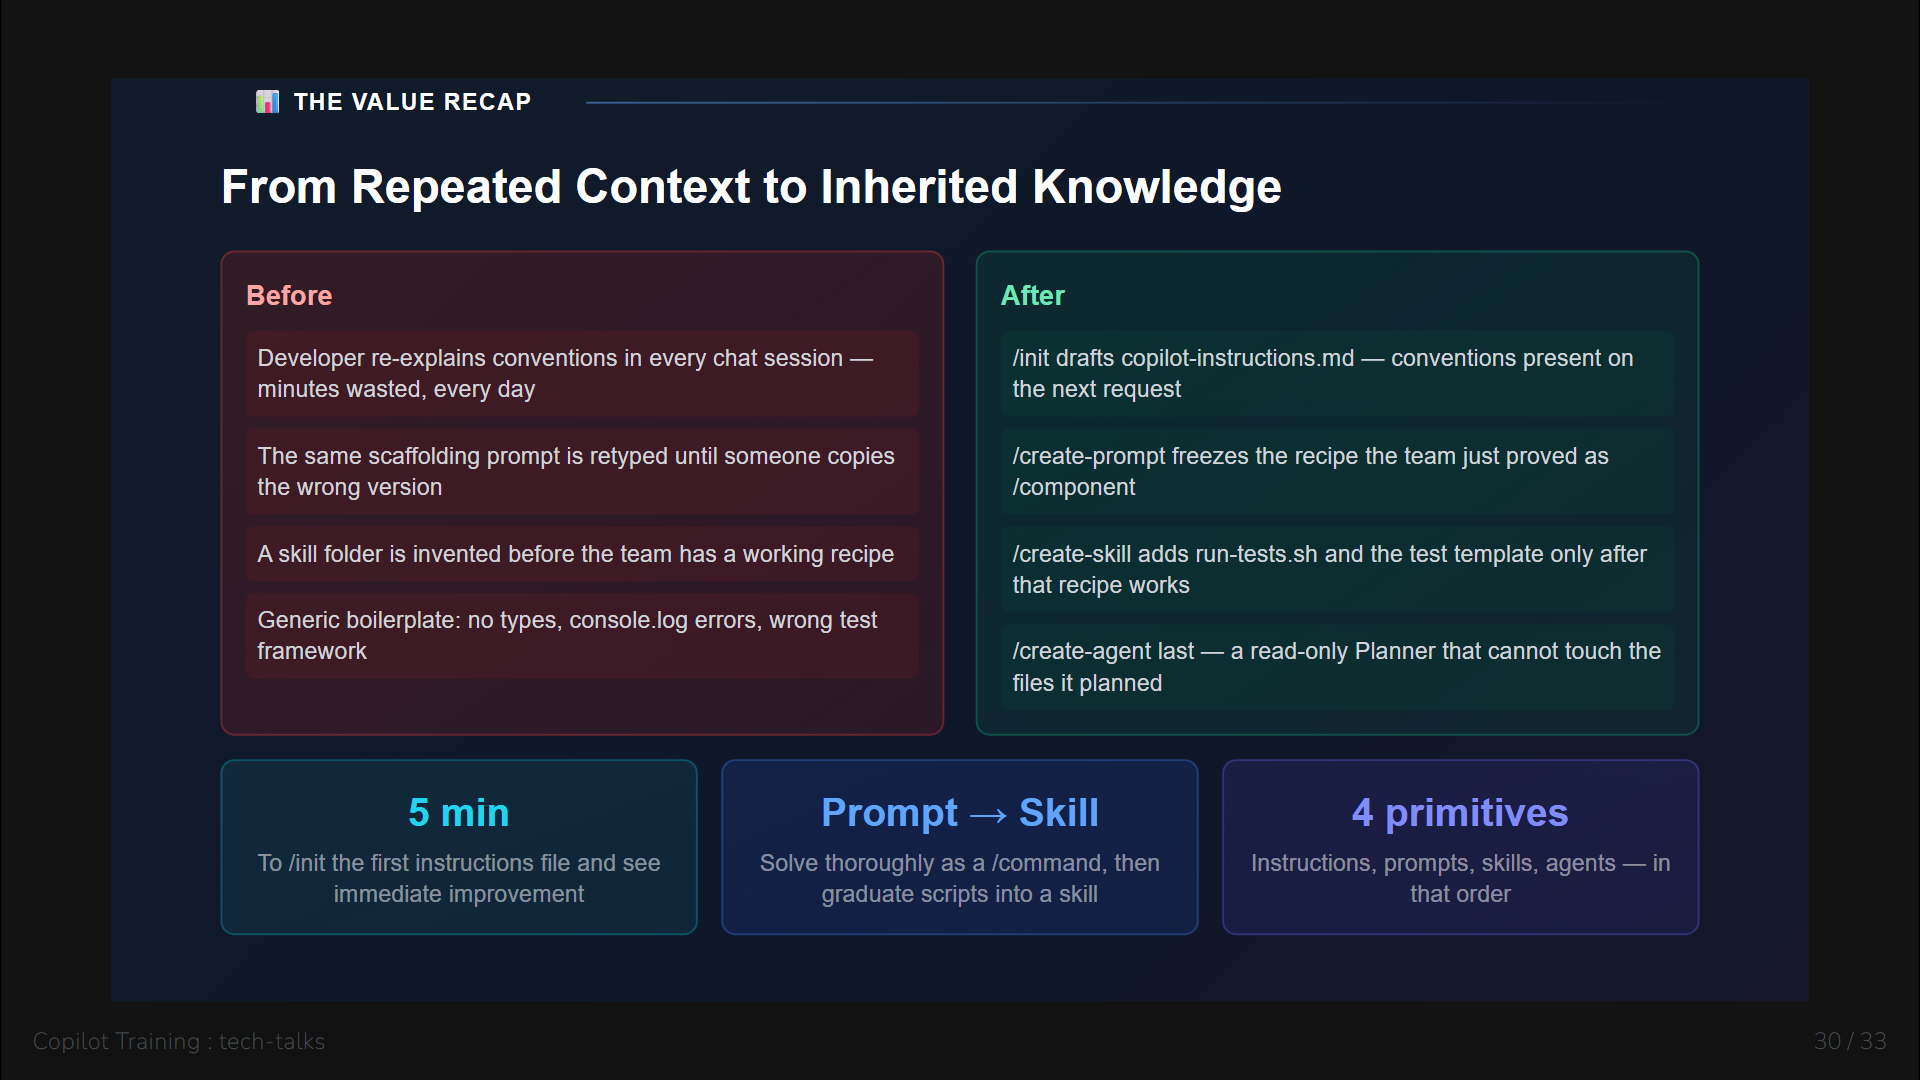 THE VALUE RECAP
From Repeated Context to Inherited Knowledge
Before
Developer re-explains conventions in every chat session —
minutes wasted, every day
The same scaffolding prompt is retyped until someone copies
the wrong version
A skill folder is invented before the team has a working recipe
Generic boilerplate: no types, console.log errors, wrong test
framework
After
/init drafts copilot-instructions.md — conventions present on
the next request
/create-prompt freezes the recipe the team just proved as
/component
/create-skill adds run-tests.sh and the test template only after
that recipe works
/create-agent last — a read-only Planner that cannot touch the
files it planned
5 min
To /init the first instructions file and see
immediate improvement
Prompt → Skill
Solve thoroughly as a /command, then
graduate scripts into a skill
4 primitives
Instructions, prompts, skills, agents — in
that order
Copilot Training : tech-talks
30 / 33